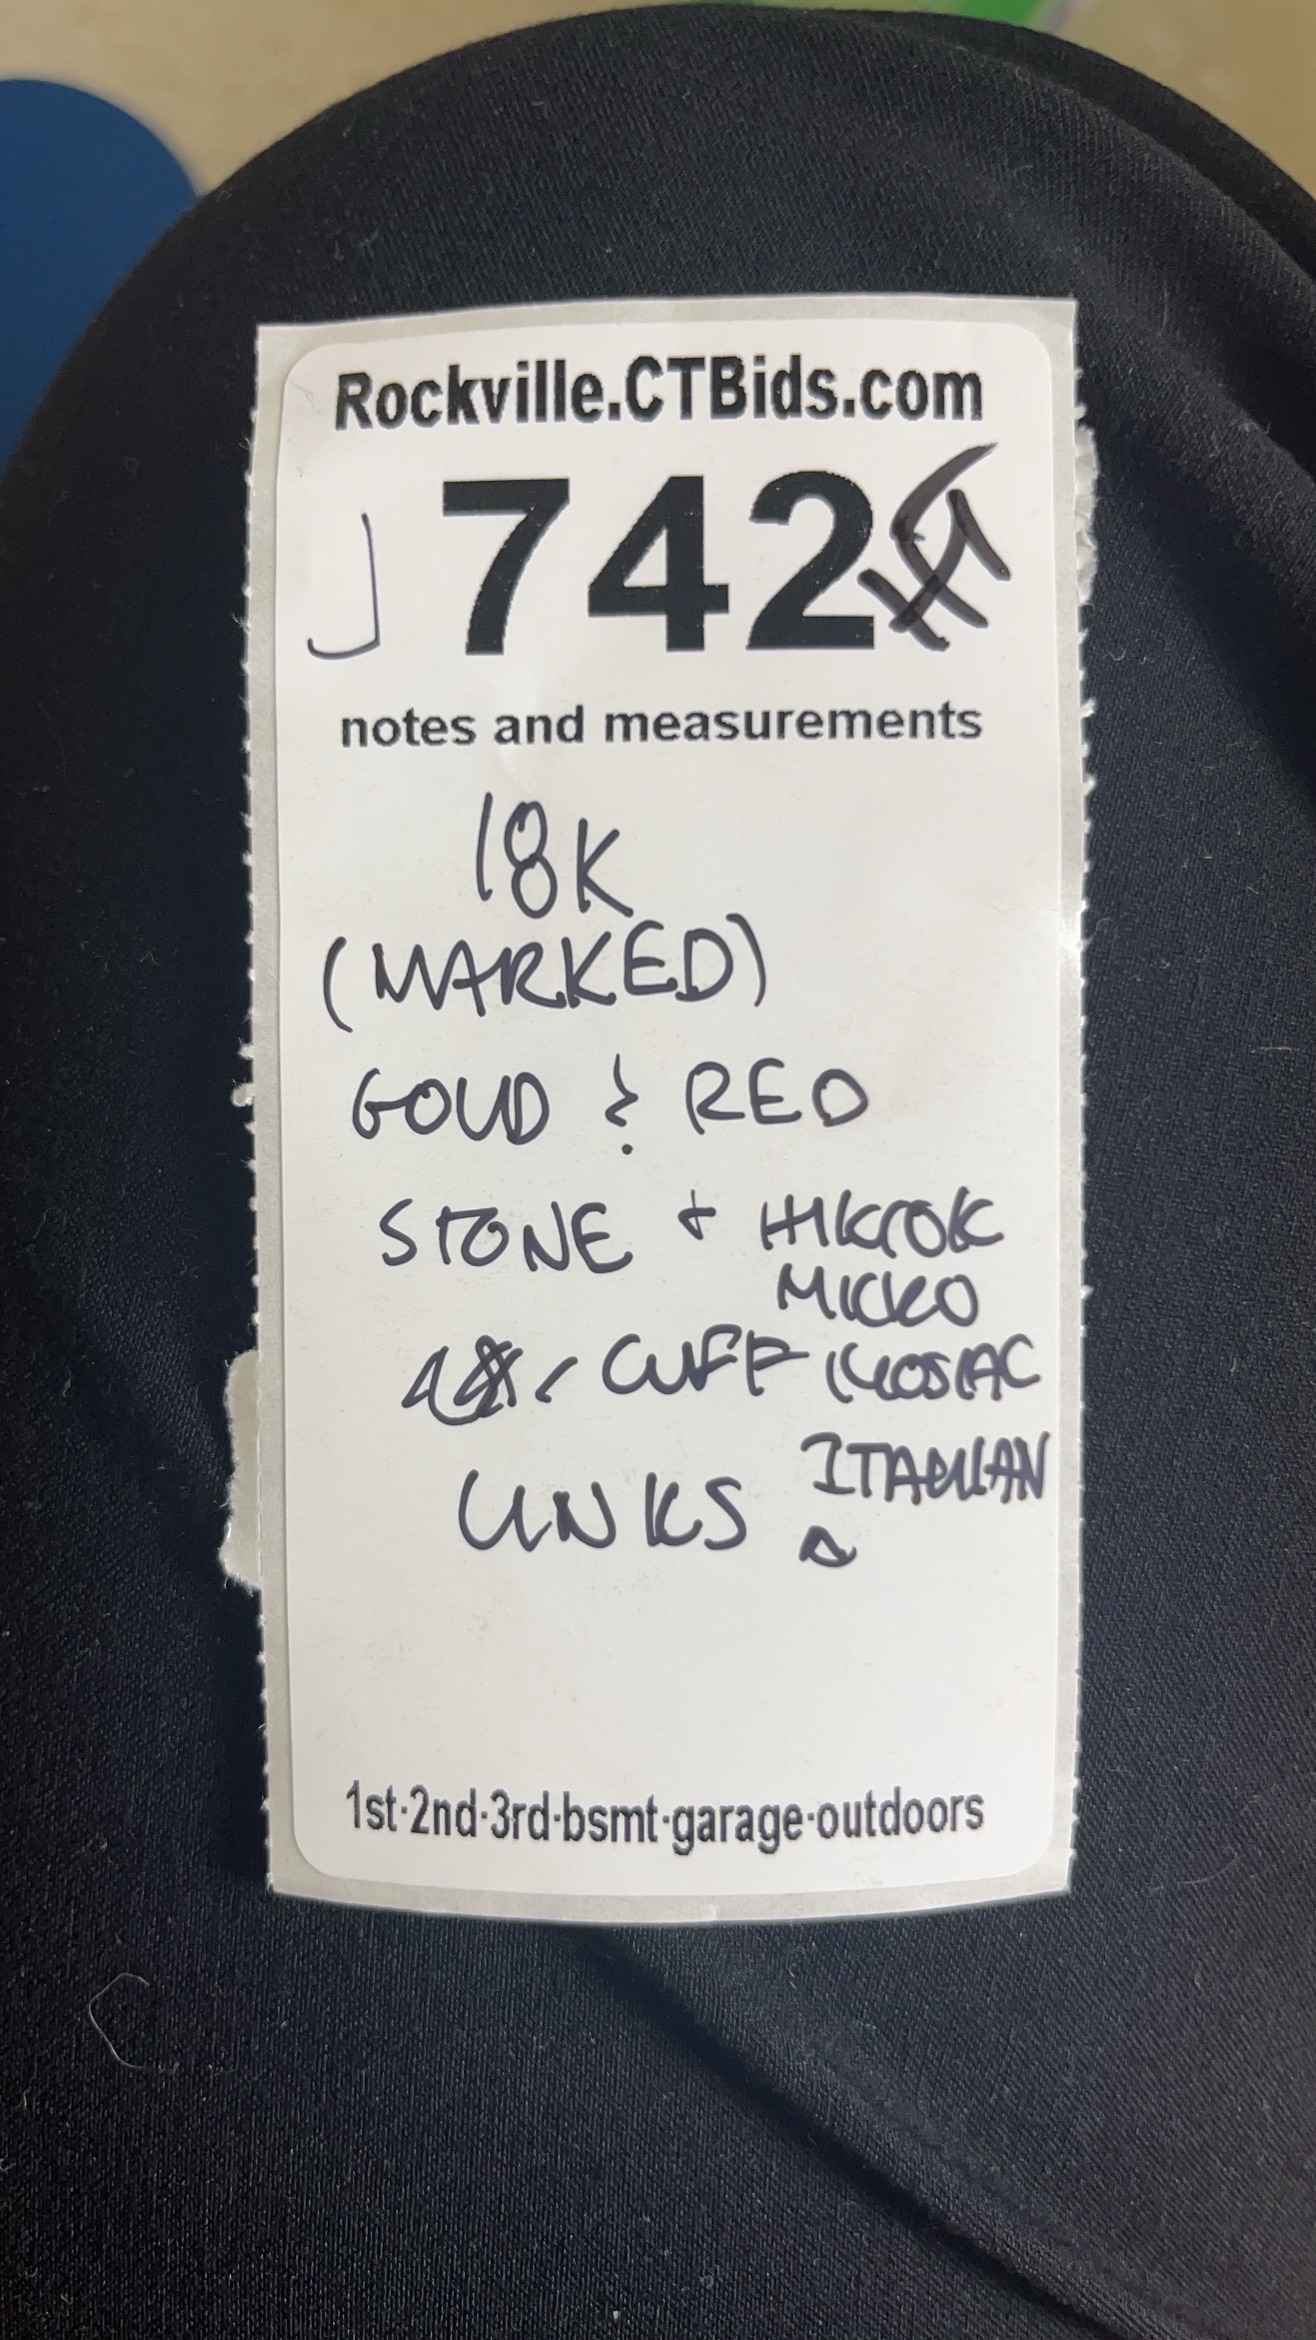 Rockville.CTBids.com
J 742
notes and measurements
18K
(MARKED)
GOLD & RED
STONE +
MICRO
CUFF MOSIAC
LINKS ITALIAN
1st-2nd-3rd-bsmt-garage-outdoors